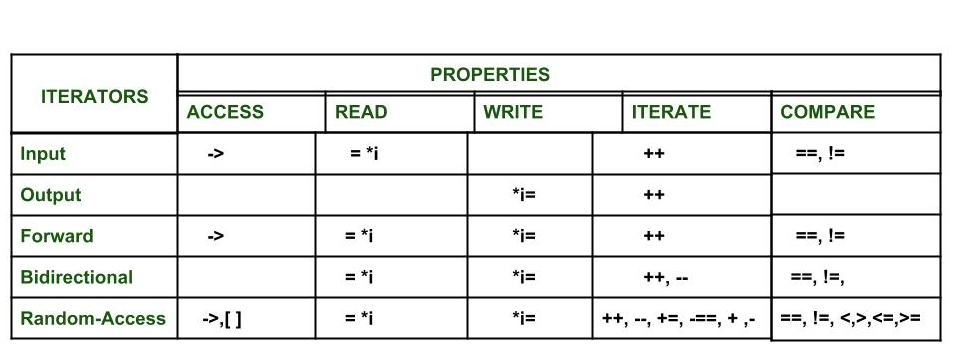 PROPERTIES
ITERATORS
ACCESS READ WRITE ITERATE COMPARE
Input -> = *i ++ ==, !=
Output *i= ++
Forward -> = *i *i= ++ ==, !=
Bidirectional = *i *i= ++, -- ==, !=,
Random-Access ->,[ ] = *i *i= ++, --, +=, -==, + ,- ==, !=, <,>,<=,>=